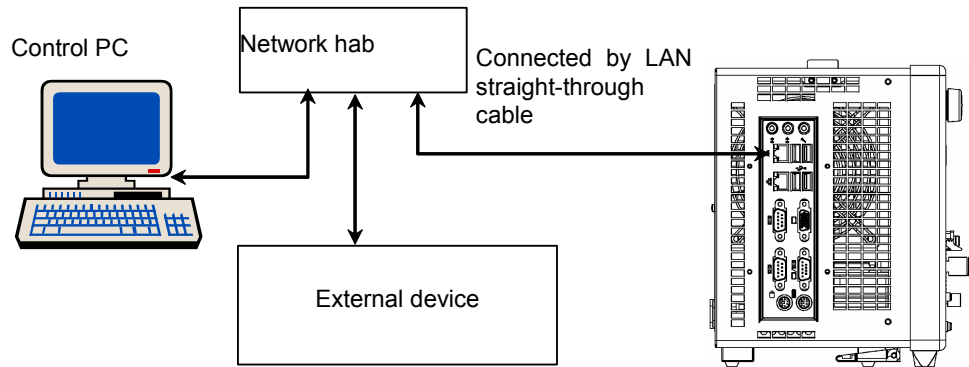 Control PC
Network hab
Connected by LAN
straight-through
cable
External device